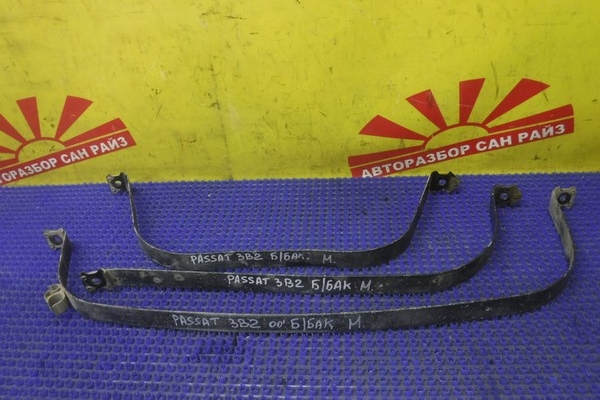 АВТОРАЗБОР САН РАЙЗ
АВТОРАЗБОР САН РАЙЗ
PASSAT 3B2 Б/БАК. М.
PASSAT 3B2 Б/БАК М.
PASSAT 3B2 00' Б/БАК М.